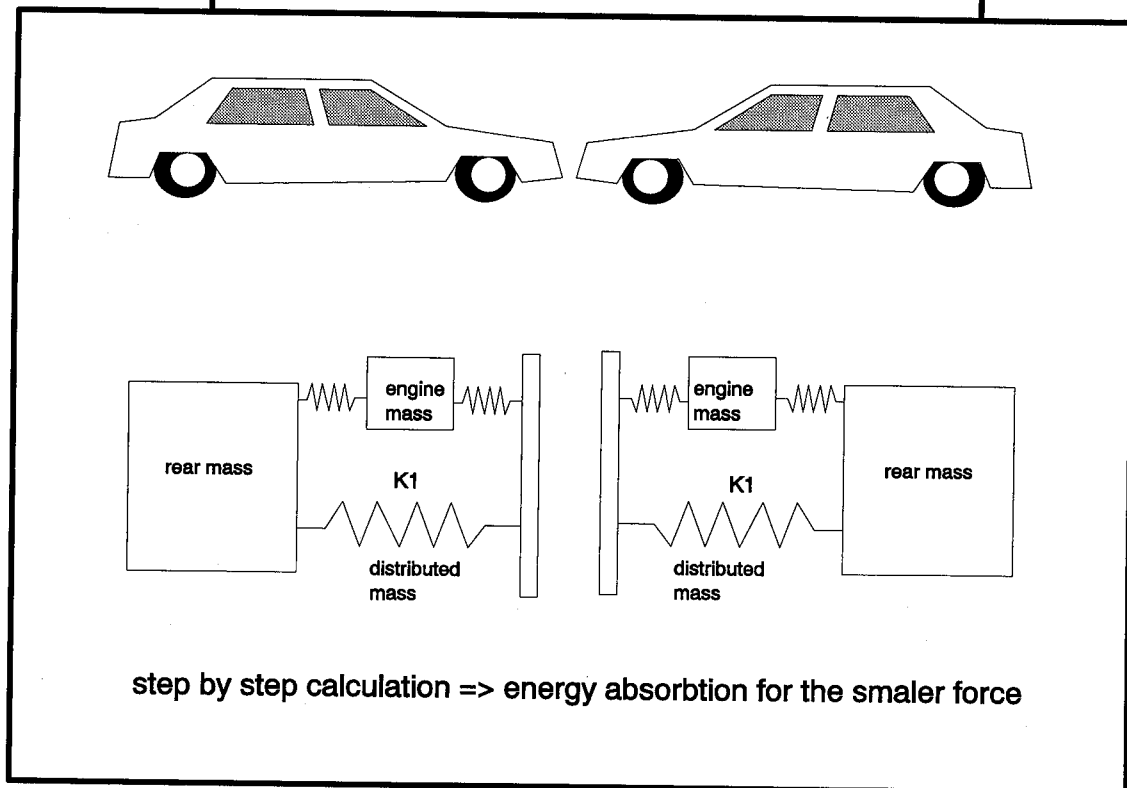 engine
mass
engine
mass
rear mass
rear mass
K1
K1
distributed
mass
distributed
mass
step by step calculation => energy absorbtion for the smaler force